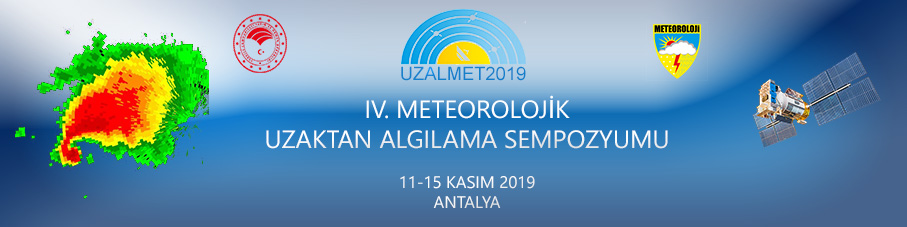 METEOROLOJİ
UZALMET2019
IV. METEOROLOJİK
UZAKTAN ALGILAMA SEMPOZYUMU
11-15 KASIM 2019
ANTALYA